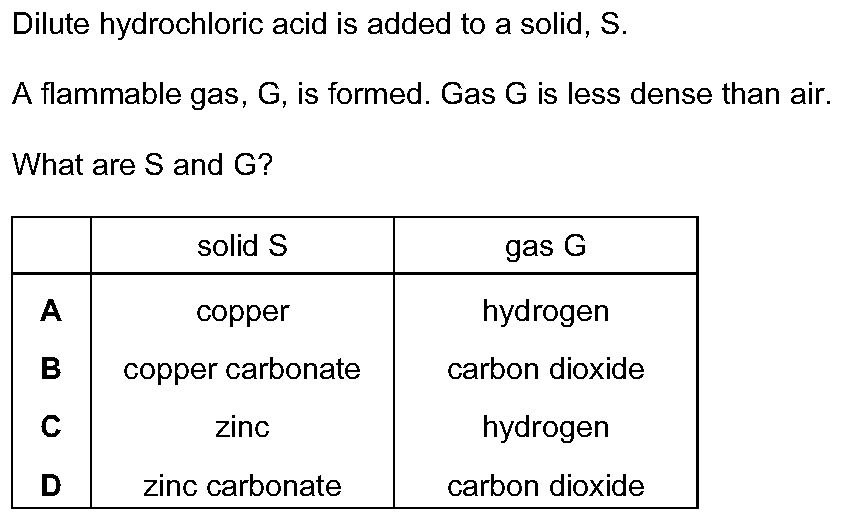 Dilute hydrochloric acid is added to a solid, S.
A flammable gas, G, is formed. Gas G is less dense than air.
What are S and G?
solid S gas G
A copper hydrogen
B copper carbonate carbon dioxide
C zinc hydrogen
D zinc carbonate carbon dioxide